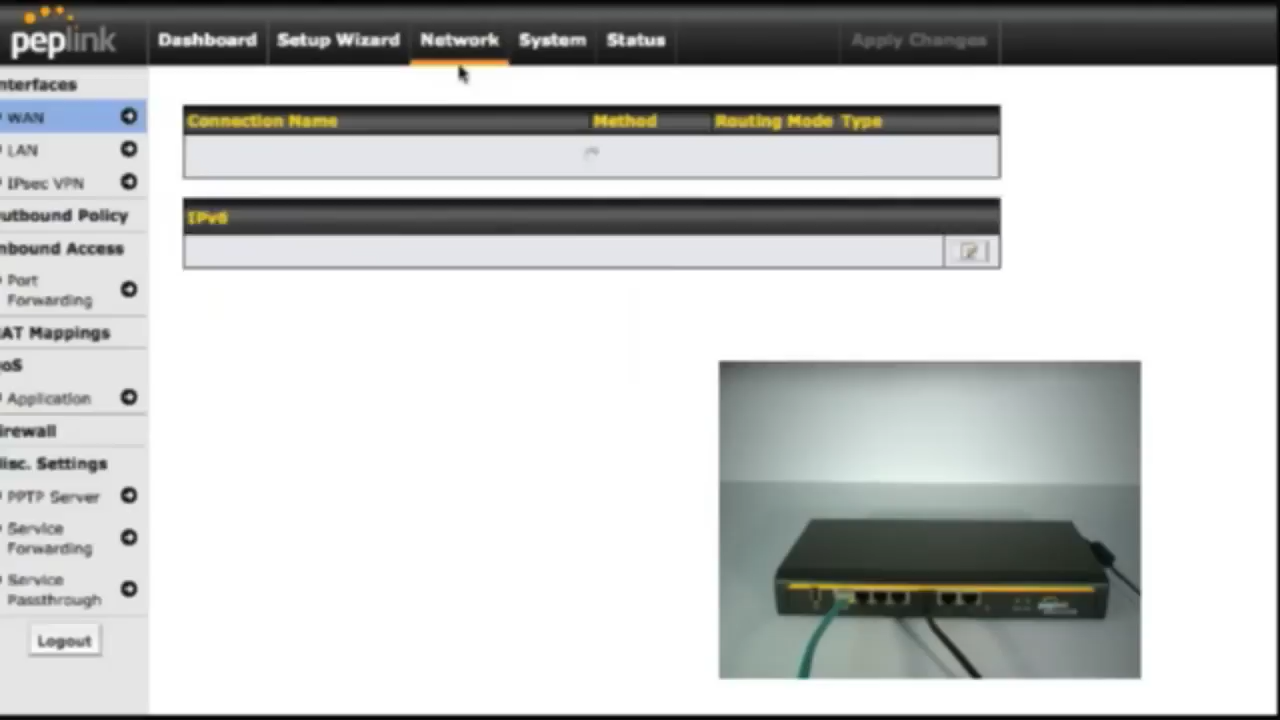 peplink
Dashboard
Setup Wizard
Network
System
Status
Apply Changes
nterfaces
WAN
LAN
IPsec VPN
utbound Policy
nbound Access
Port
Forwarding
AT Mappings
oS
Application
irewall
isc. Settings
PPTP Server
Service
Forwarding
Service
Passthrough
Logout
Connection Name
Method
Routing Mode
Type
IPv6